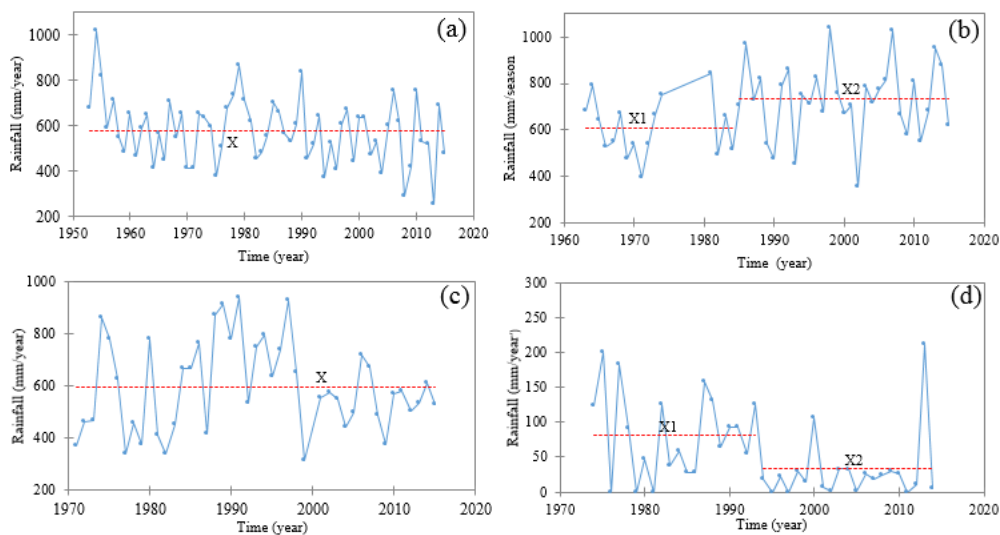 (a)
Rainfall (mm/year)
1000
800
600
400
200
X
1950 1960 1970 1980 1990 2000 2010 2020
Time (year)
(b)
Rainfall (mm/season)
1000
800
600
400
200
X1
X2
1960 1970 1980 1990 2000 2010 2020
Time (year)
(c)
Rainfall (mm/year)
1000
800
600
400
200
X
1970 1980 1990 2000 2010 2020
Time (year)
(d)
Rainfall (mm/year')
300
250
200
150
100
50
0
X1
X2
1970 1980 1990 2000 2010 2020
Time (year)